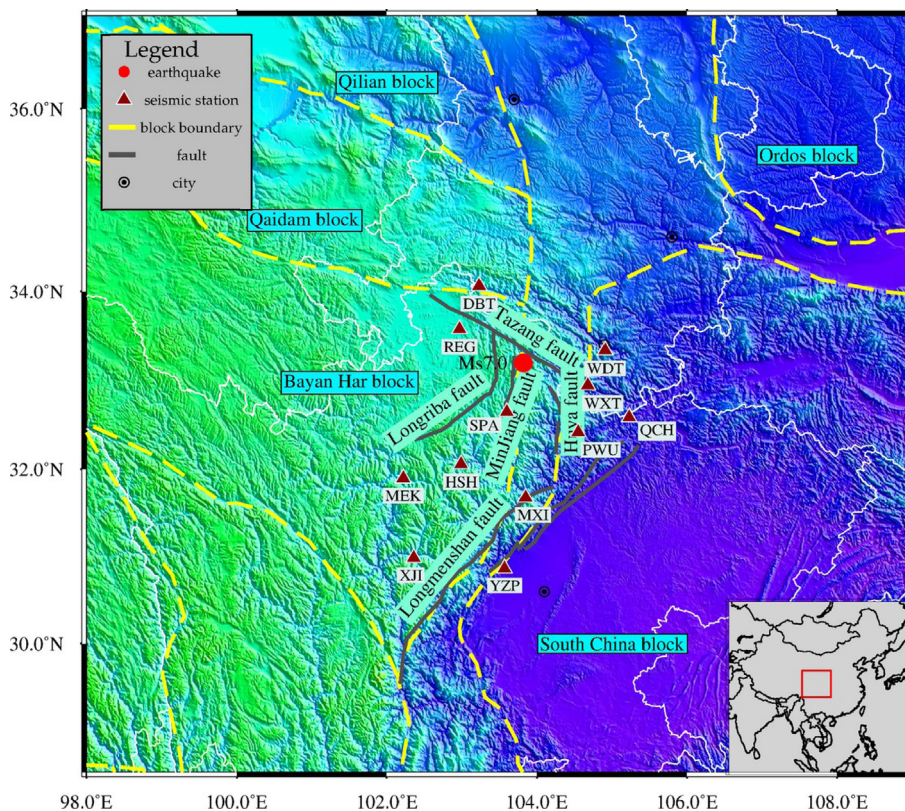 Legend
earthquake
seismic station
block boundary
fault
city
Qilian block
Ordos block
Qaidam block
DBT
Tazang fault
REG
WDT
Ms7.0
Bayan Har block
Longriba fault
WXT
Huya fault
MinJiang fault
SPA
QCH
PWU
HSH
MEK
MXI
Longmenshan fault
XJI
YZP
South China block
36.0°N
34.0°N
32.0°N
30.0°N
98.0°E 100.0°E 102.0°E 104.0°E 106.0°E 108.0°E